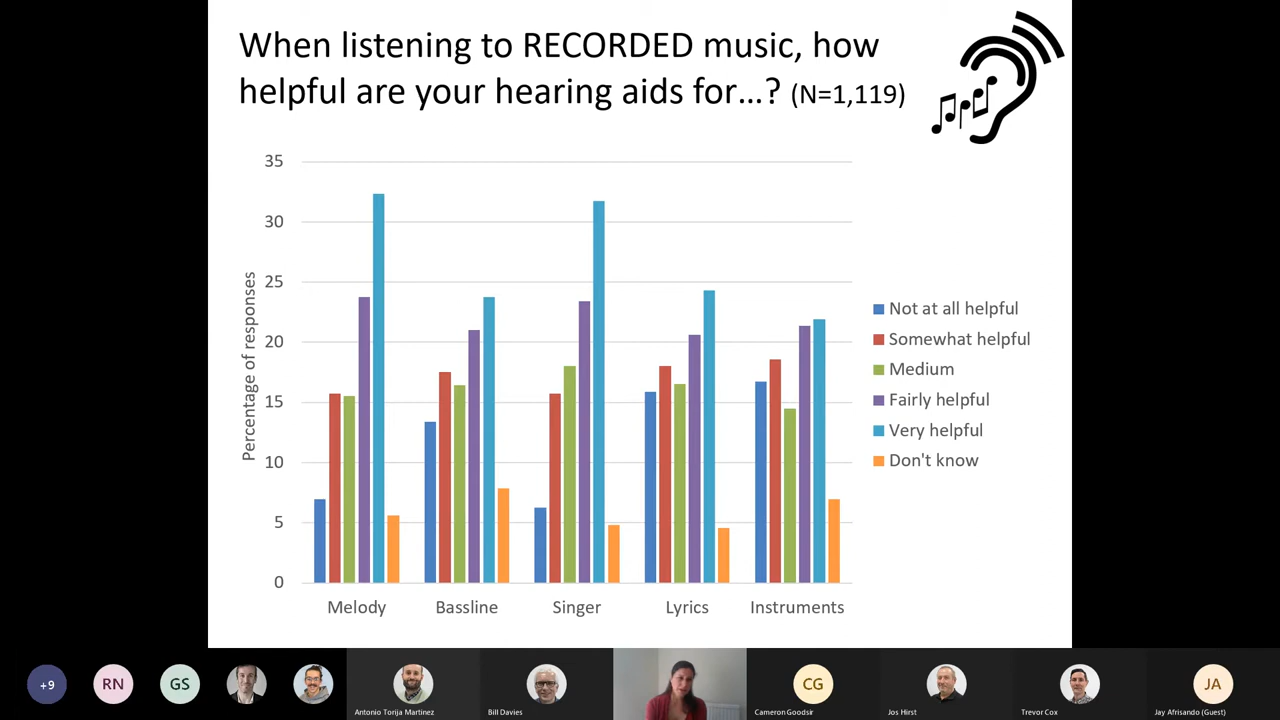 When listening to RECORDED music, how
helpful are your hearing aids for...? (N=1,119)
35
30
25
20
15
10
5
0
Percentage of responses
Melody
Bassline
Singer
Lyrics
Instruments
Not at all helpful
Somewhat helpful
Medium
Fairly helpful
Very helpful
Don't know
+9
RN
GS
Antonio Torija Martinez
Bill Davies
CG
Cameron Goodsir
Jos Hirst
Trevor Cox
JA
Jay Afrisando (Guest)